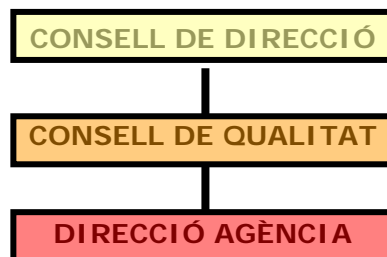 CONSELL DE DIRECCIÓ
CONSELL DE QUALITAT
DIRECCIÓ AGÈNCIA